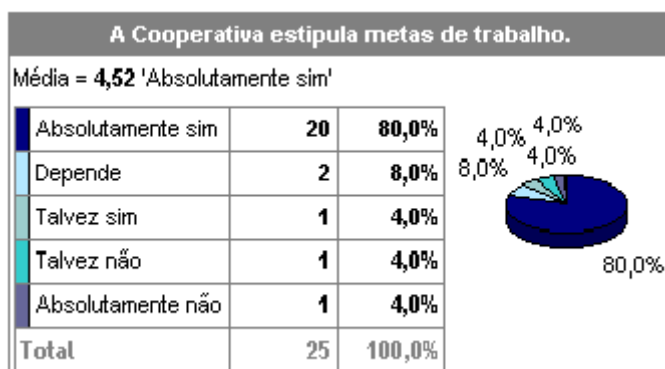 A Cooperativa estipula metas de trabalho.
Média = 4,52 'Absolutamente sim'
Absolutamente sim 20 80,0%
Depende 2 8,0%
Talvez sim 1 4,0%
Talvez não 1 4,0%
Absolutamente não 1 4,0%
Total 25 100,0%
4,0% 4,0%
8,0% 4,0%
80,0%